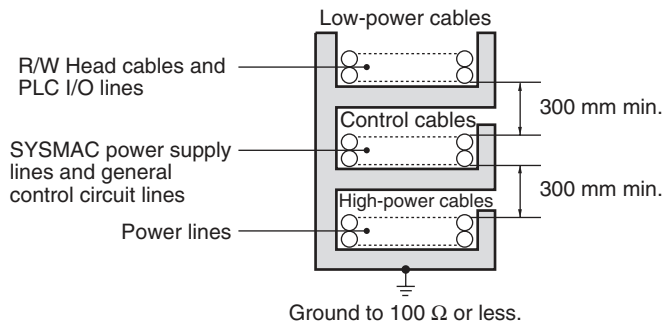 Low-power cables
R/W Head cables and
PLC I/O lines
300 mm min.
Control cables
SYSMAC power supply
lines and general
control circuit lines
300 mm min.
High-power cables
Power lines
Ground to 100 Ω or less.